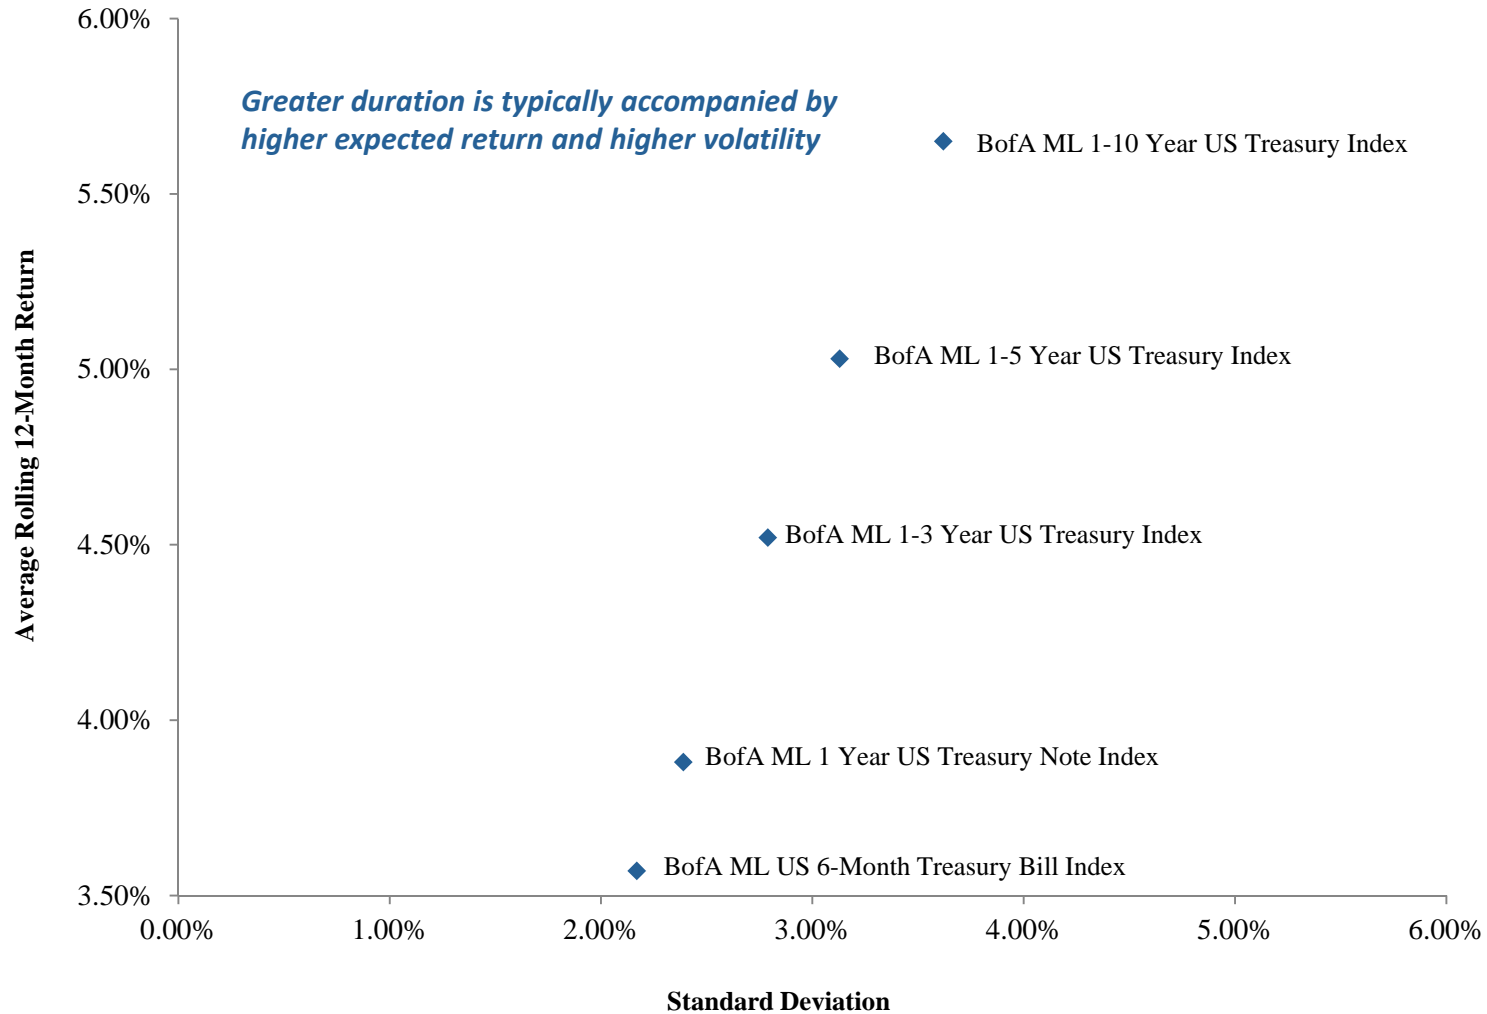 6.00%
Greater duration is typically accompanied by
higher expected return and higher volatility
BofA ML 1-10 Year US Treasury Index
5.50%
BofA ML 1-5 Year US Treasury Index
5.00%
Average Rolling 12-Month Return
BofA ML 1-3 Year US Treasury Index
4.50%
4.00%
BofA ML 1 Year US Treasury Note Index
BofA ML US 6-Month Treasury Bill Index
3.50%
0.00% 1.00% 2.00% 3.00% 4.00% 5.00% 6.00%
Standard Deviation